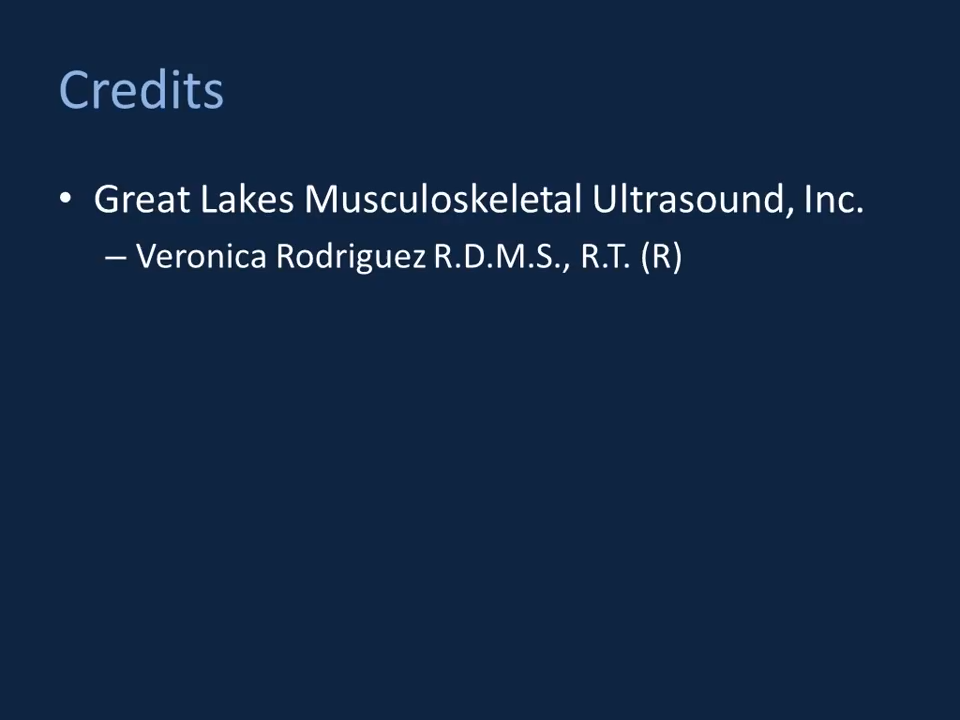 Credits
• Great Lakes Musculoskeletal Ultrasound, Inc.
– Veronica Rodriguez R.D.M.S., R.T. (R)